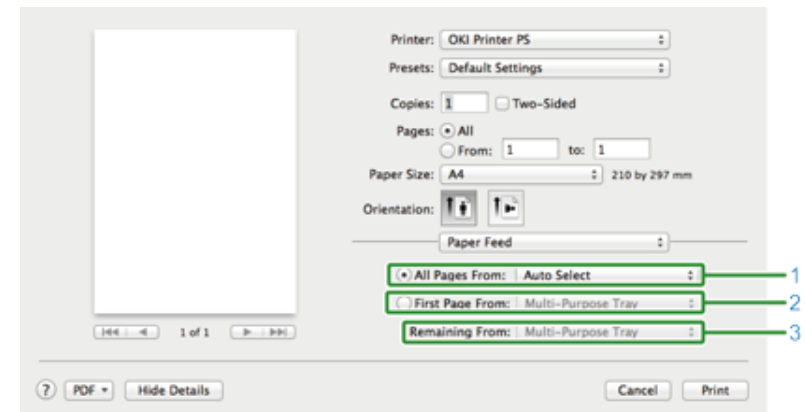 Printer: OKI Printer PS
Presets: Default Settings
Copies: 1 Two-Sided
Pages: All
From: 1 to: 1
Paper Size: A4 210 by 297 mm
Orientation:
Paper Feed
All Pages From: Auto Select 1
First Page From: Multi-Purpose Tray 2
Remaining From: Multi-Purpose Tray 3
1 of 1
? PDF Hide Details Cancel Print